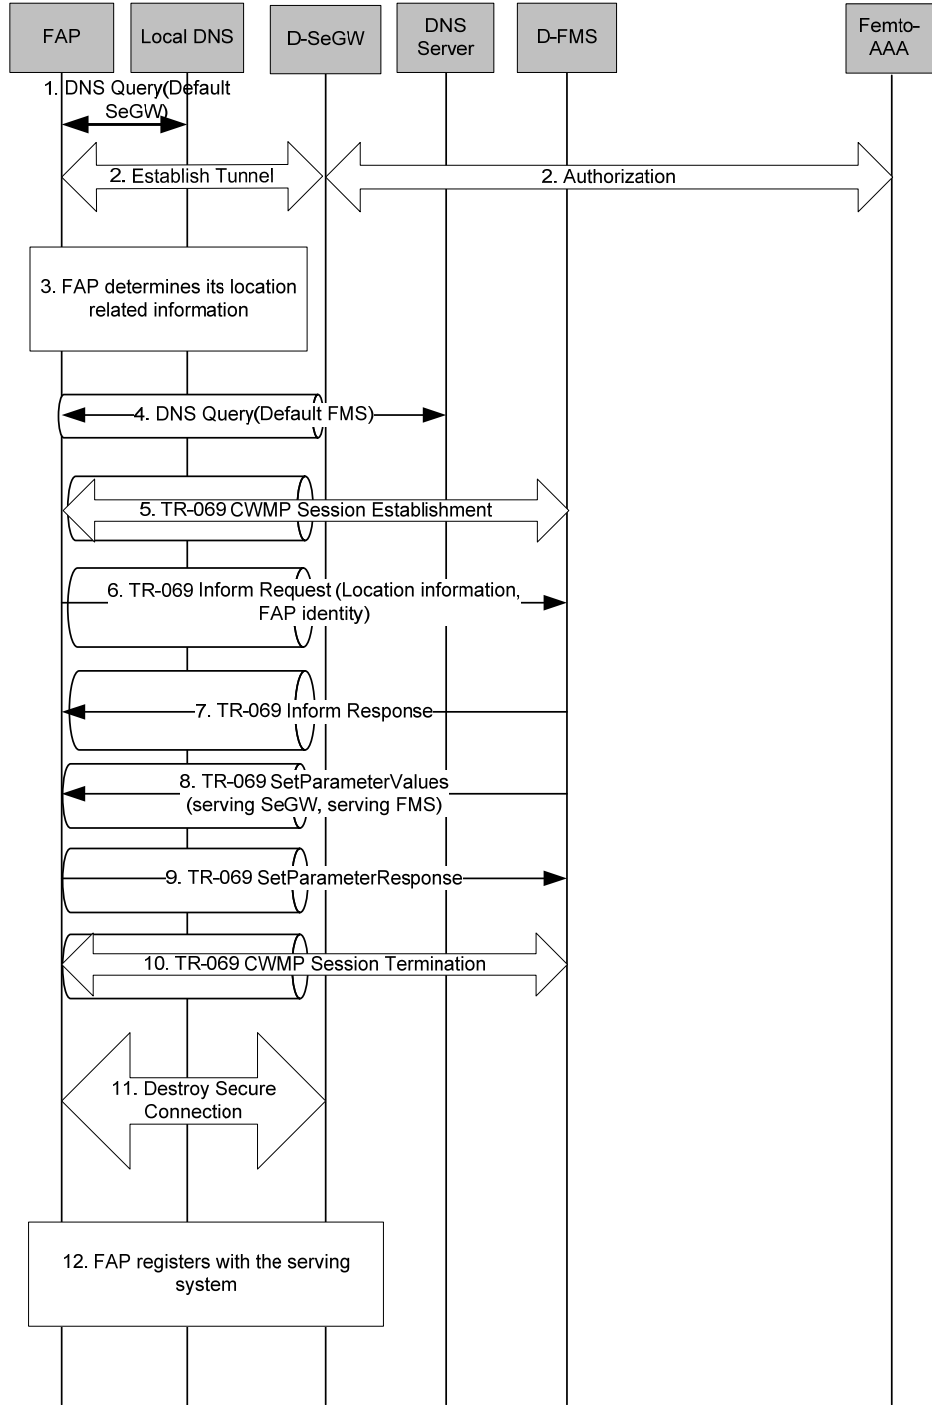 FAP
Local DNS
D-SeGW
DNS
Server
D-FMS
Femto-
AAA
1. DNS Query(Default
SeGW)
2. Establish Tunnel
2. Authorization
3. FAP determines its location
related information
4. DNS Query(Default FMS)
5. TR-069 CWMP Session Establishment
6. TR-069 Inform Request (Location information,
FAP identity)
7. TR-069 Inform Response
8. TR-069 SetParameterValues
(serving SeGW, serving FMS)
9. TR-069 SetParameterResponse
10. TR-069 CWMP Session Termination
11. Destroy Secure
Connection
12. FAP registers with the serving
system